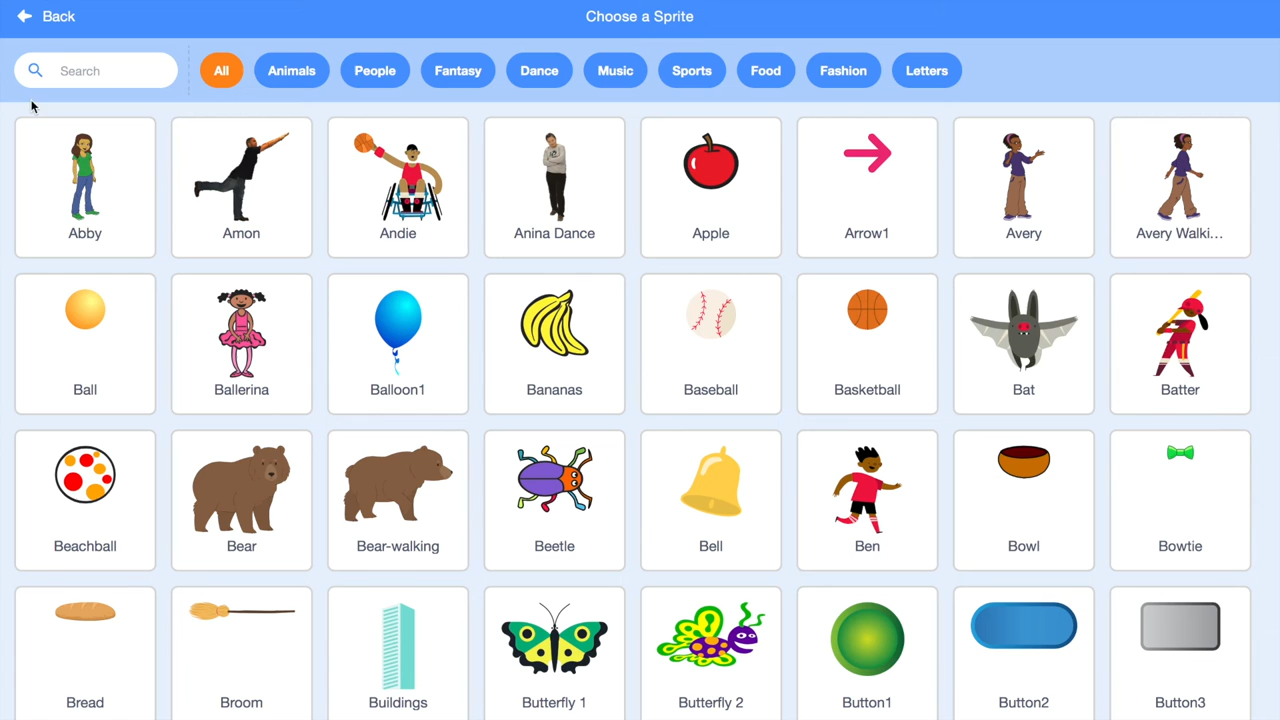 Back
Choose a Sprite
Search
All
Animals
People
Fantasy
Dance
Music
Sports
Food
Fashion
Letters
Abby
Amon
Andie
Anina Dance
Apple
Arrow1
Avery
Avery Walki...
Ball
Ballerina
Balloon1
Bananas
Baseball
Basketball
Bat
Batter
Beachball
Bear
Bear-walking
Beetle
Bell
Ben
Bowl
Bowtie
Bread
Broom
Buildings
Butterfly 1
Butterfly 2
Button1
Button2
Button3